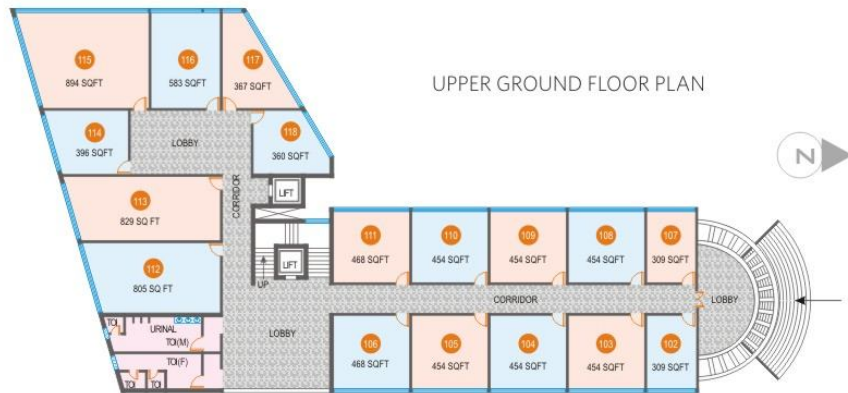 UPPER GROUND FLOOR PLAN
115
894 SQFT
116
583 SQFT
117
367 SQFT
114
396 SQFT
LOBBY
118
360 SQFT
CORRIDOR
LIFT
113
829 SQ FT
112
805 SQ FT
UP
LIFT
111
468 SQFT
110
454 SQFT
109
454 SQFT
108
454 SQFT
107
309 SQFT
N
CORRIDOR
LOBBY
LOBBY
TOI
URINAL
TOI(M)
TOI(F)
TOI
TOI
106
468 SQFT
105
454 SQFT
104
454 SQFT
103
454 SQFT
102
309 SQFT